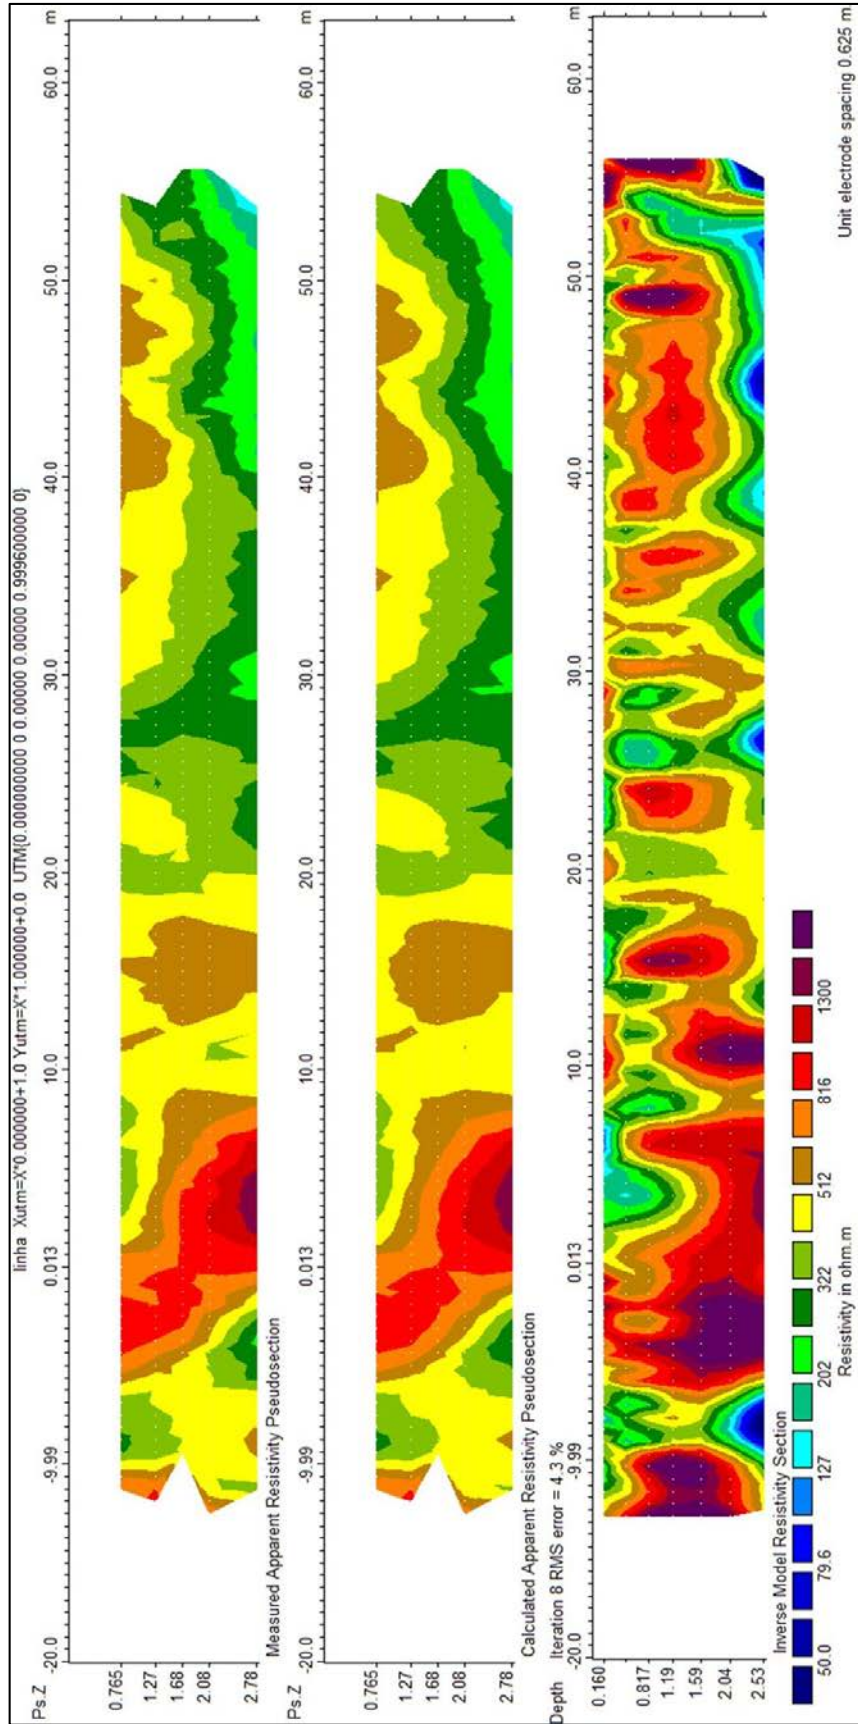 linha Xutm=X*0.000000+1.0 Yutm=X*1.000000+0.0 UTM{0.000000000 0 0.00000 0.00000 0.999600000 0}
Ps.Z -20.0 -9.99 0.013 10.0 20.0 30.0 40.0 50.0 60.0 m
0.765
1.27
1.68
2.08
2.78
Measured Apparent Resistivity Pseudosection
Ps.Z -20.0 -9.99 0.013 10.0 20.0 30.0 40.0 50.0 60.0 m
0.765
1.27
1.68
2.08
2.78
Calculated Apparent Resistivity Pseudosection
Depth Iteration 8 RMS error = 4.3 %
-20.0 -9.99 0.013 10.0 20.0 30.0 40.0 50.0 60.0 m
0.160
0.817
1.19
1.59
2.04
2.53
Inverse Model Resistivity Section
50.0 79.6 127 202 322 512 816 1300
Resistivity in ohm.m
Unit electrode spacing 0.625 m